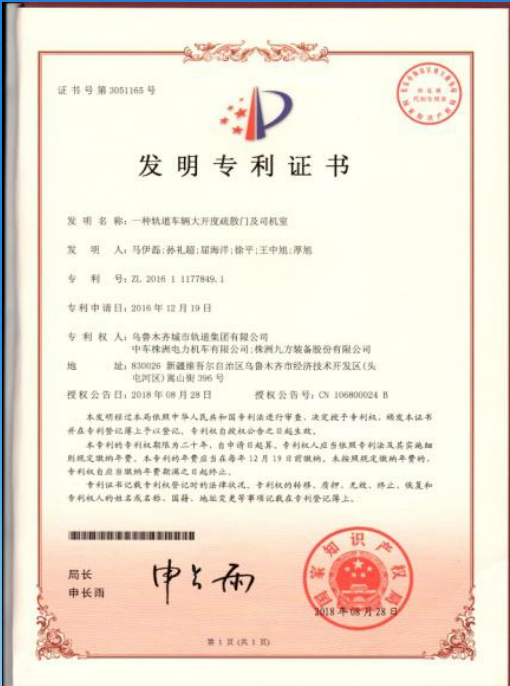 证书号第3051165号
发明专利证书
发 明 名 称：一种轨道车辆大开度疏散门及司机室
发 明 人：马伊磊;孙礼超;屈海洋;徐平;王中旭;厚旭
专 利 号：ZL 2016 1 1177849.1
专利申请日：2016年12月19日
专 利 权 人：乌鲁木齐城市轨道集团有限公司
中车株洲电力机车有限公司;株洲九方装备股份有限公司
地 址：830026 新疆维吾尔自治区乌鲁木齐市经济技术开发区(头
屯河区)嵩山街396号
授权公告日：2018年08月28日 授权公告号：CN 106800024 B
本发明经过本局依照中华人民共和国专利法进行审查，决定授予专利权，颁发本证书
并在专利登记簿上予以登记。专利权自授权公告之日起生效。
本专利的专利权期限为二十年，自申请日起算。专利权人应当依照专利法及其实施细
则规定缴纳年费。本专利的年费应当在每年12月19日前缴纳。未按照规定缴纳年费的，
专利权自应当缴纳年费期满之日起终止。
专利证书记载专利权登记时的法律状况。专利权的转移、质押、无效、终止、恢复和
专利权人的姓名或名称、国籍、地址变更等事项记载在专利登记簿上。
局长
申长雨
申长雨
国家知识产权局
2018年08月28日
第 1 页 (共 1 页)